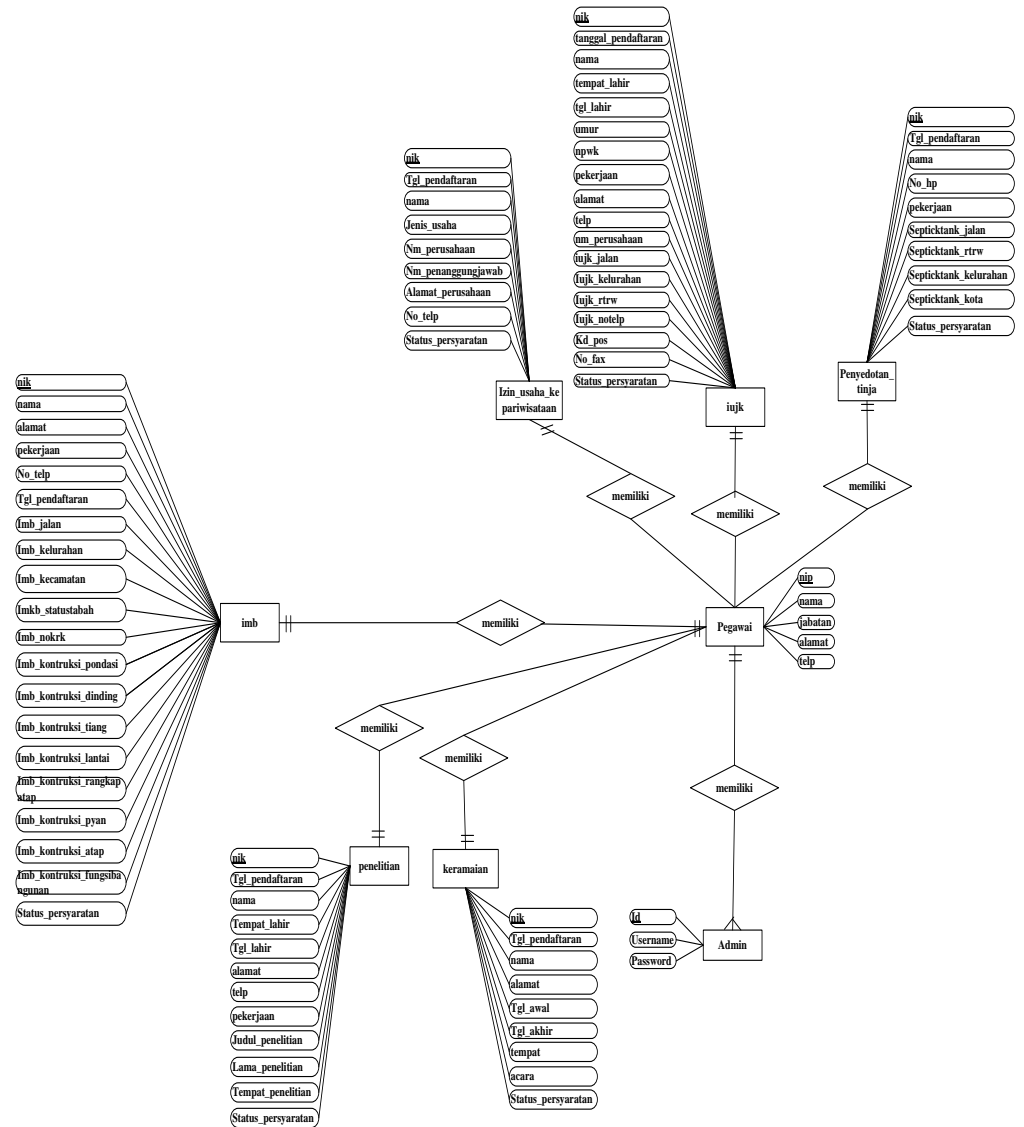 nik
tanggal_pendaftaran
nama
tempat_lahir
tgl_lahir
umur
npwk
pekerjaan
alamat
telp
nm_perusahaan
iujk_jalan
Iujk_kelurahan
Iujk_rtrw
Iujk_notelp
Kd_pos
No_fax
Status_persyaratan
iujk
nik
Tgl_pendaftaran
nama
No_hp
pekerjaan
Septicktank_jalan
Septicktank_rtrw
Septicktank_kelurahan
Septicktank_kota
Status_persyaratan
Penyedotan_
tinja
nik
Tgl_pendaftaran
nama
Jenis_usaha
Nm_perusahaan
Nm_penanggungjawab
Alamat_perusahaan
No_telp
Status_persyaratan
Izin_usaha_ke
pariwisataan
memiliki
memiliki
memiliki
nik
nama
alamat
pekerjaan
No_telp
Tgl_pendaftaran
Imb_jalan
Imb_kelurahan
Imb_kecamatan
Imkb_statustabah
Imb_nokrk
Imb_kontruksi_pondasi
Imb_kontruksi_dinding
Imb_kontruksi_tiang
Imb_kontruksi_lantai
Imb_kontruksi_rangkap
atap
Imb_kontruksi_pyan
Imb_kontruksi_atap
Imb_kontruksi_fungsiba
ngunan
Status_persyaratan
imb
memiliki
Pegawai
nip
nama
jabatan
alamat
telp
memiliki
memiliki
memiliki
penelitian
nik
Tgl_pendaftaran
nama
Tempat_lahir
Tgl_lahir
alamat
telp
pekerjaan
Judul_penelitian
Lama_penelitian
Tempat_penelitian
Status_persyaratan
keramaian
nik
Tgl_pendaftaran
nama
alamat
Tgl_awal
Tgl_akhir
tempat
acara
Status_persyaratan
Id
Username
Password
Admin